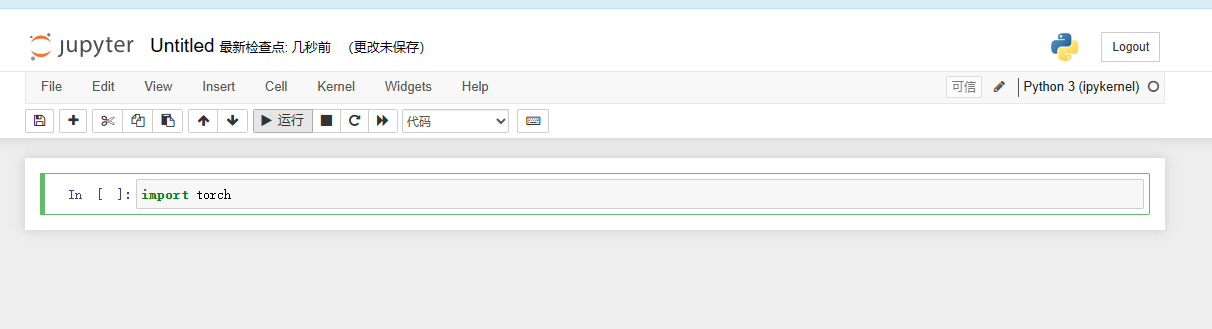 jupyter Untitled 最新检查点: 几秒前 (更改未保存) Logout
File Edit View Insert Cell Kernel Widgets Help 可信 Python 3 (ipykernel)
运行 代码
In [ ]: import torch